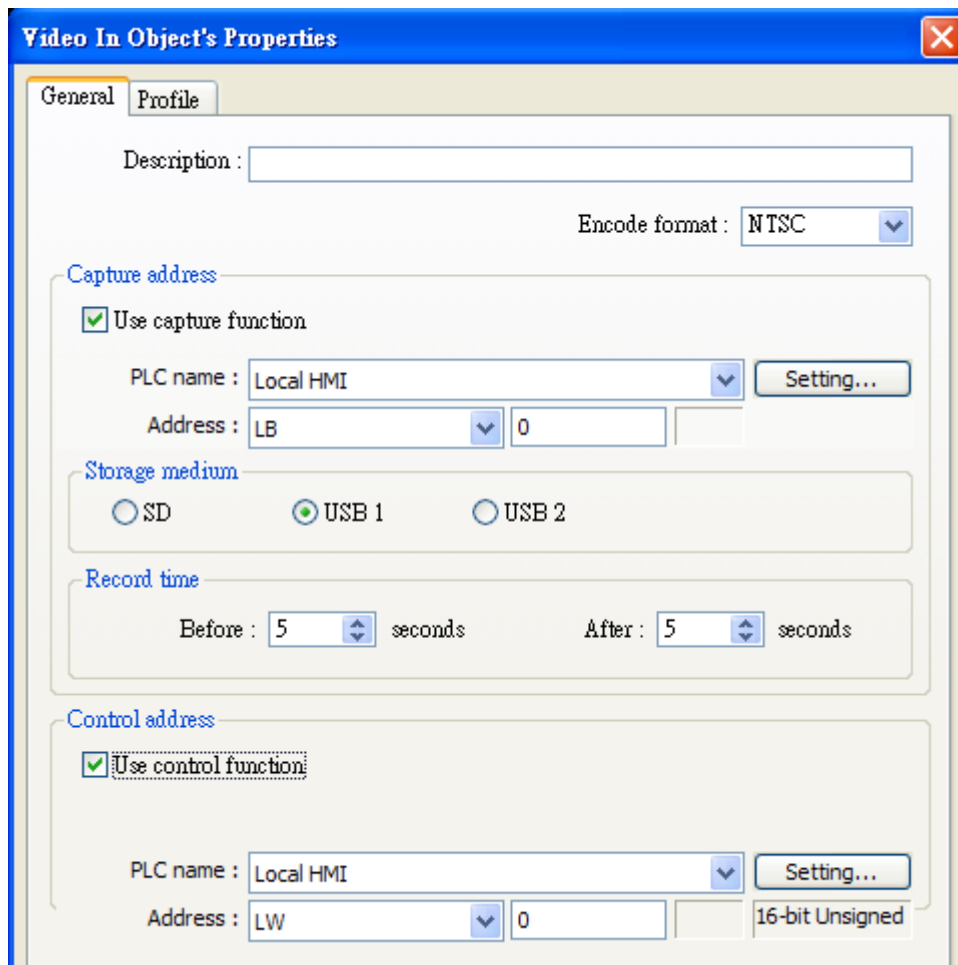 Video In Object's Properties
General Profile
Description :
Encode format : NTSC
Capture address
Use capture function
PLC name : Local HMI Setting...
Address : LB 0
Storage medium
SD USB 1 USB 2
Record time
Before : 5 seconds After : 5 seconds
Control address
Use control function
PLC name : Local HMI Setting...
Address : LW 0 16-bit Unsigned